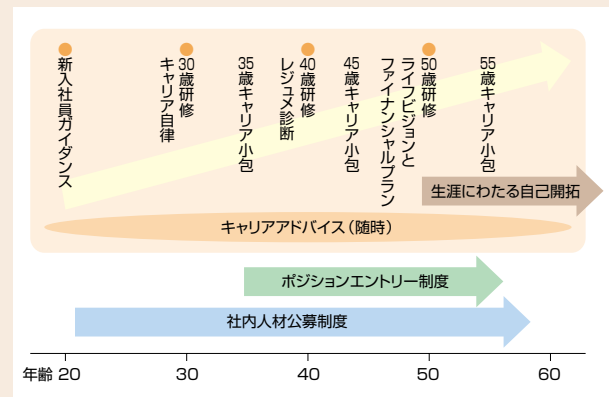 新入社員ガイダンス
30歳研修
キャリア自律
35歳キャリア小包
40歳研修
レジュメ診断
45歳キャリア小包
50歳研修
ライフビジョンと
ファイナンシャルプラン
55歳キャリア小包
生涯にわたる自己開拓
キャリアアドバイス（随時）
ポジションエントリー制度
社内人材公募制度
年齢 20 30 40 50 60